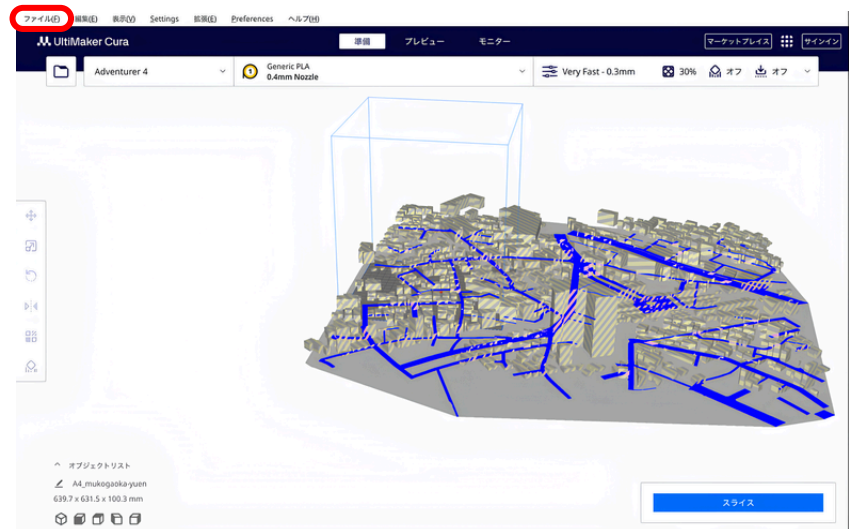 ファイル(F) 編集(E) 表示(V) Settings 拡張(E) Preferences ヘルプ(H)
UltiMaker Cura 準備 プレビュー モニター マーケットプレイス サインイン
Adventurer 4 1 Generic PLA Very Fast - 0.3mm 30% オフ オフ
0.4mm Nozzle
オブジェクトリスト
A4_mukogaoka-yuen
639.7 x 631.5 x 100.3 mm
スライス